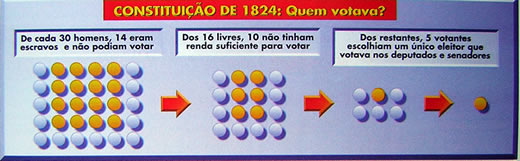 CONSTITUIÇÃO DE 1824: Quem votava?
De cada 30 homens, 14 eram
escravos e não podiam votar
Dos 16 livres, 10 não tinham
renda suficiente para votar
Dos restantes, 5 votantes
escolhiam um único eleitor que
votava nos deputados e senadores